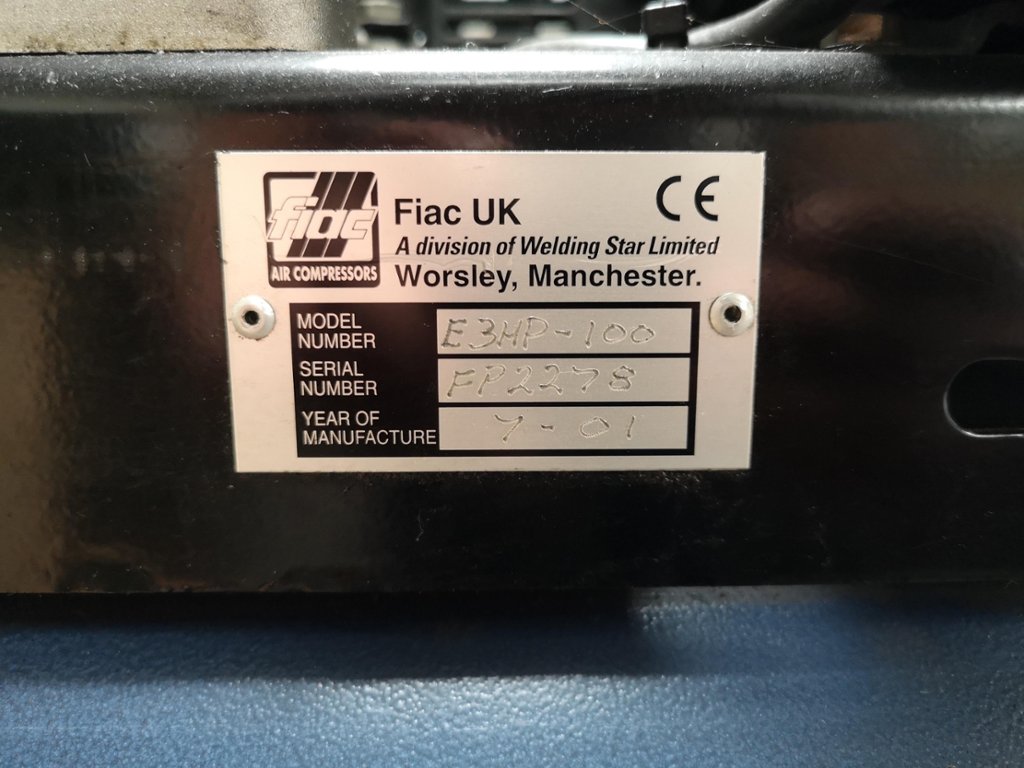 fiac
AIR COMPRESSORS
Fiac UK
CE
A division of Welding Star Limited
Worsley, Manchester.
MODEL
NUMBER
E3HP-100
SERIAL
NUMBER
FP2278
YEAR OF
MANUFACTURE
7-01